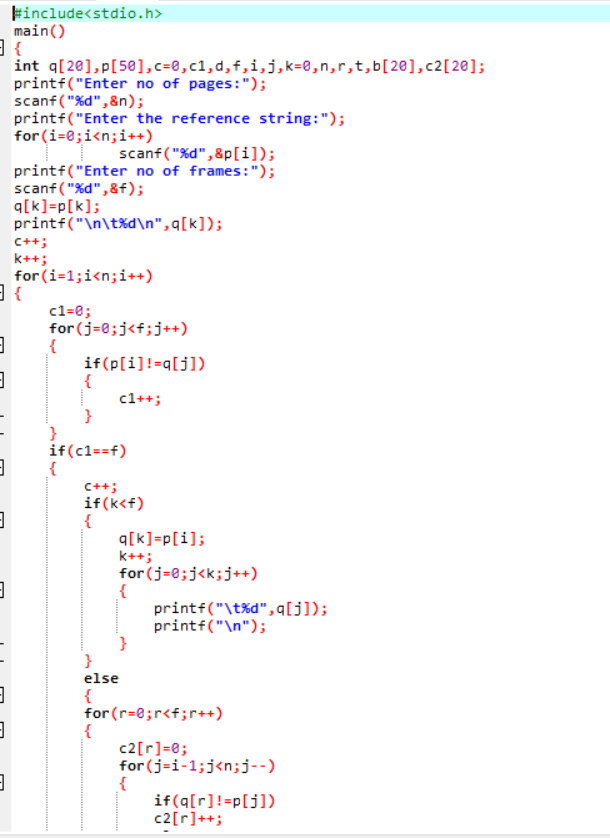 #include<stdio.h>
main()
{
int q[20],p[50],c=0,c1,d,f,i,j,k=0,n,r,t,b[20],c2[20];
printf("Enter no of pages:");
scanf("%d",&n);
printf("Enter the reference string:");
for(i=0;i<n;i++)
            scanf("%d",&p[i]);
printf("Enter no of frames:");
scanf("%d",&f);
q[k]=p[k];
printf("\n\t%d\n",q[k]);
c++;
k++;
for(i=1;i<n;i++)
{
    c1=0;
    for(j=0;j<f;j++)
    {
        if(p[i]!=q[j])
        {
            c1++;
        }
    }
    if(c1==f)
    {
        c++;
        if(k<f)
        {
            q[k]=p[i];
            k++;
            for(j=0;j<k;j++)
            {
                printf("\t%d",q[j]);
                printf("\n");
            }
        }
        else
        {
        for(r=0;r<f;r++)
        {
            c2[r]=0;
            for(j=i-1;j<n;j--)
            {
                if(q[r]!=p[j])
                c2[r]++;